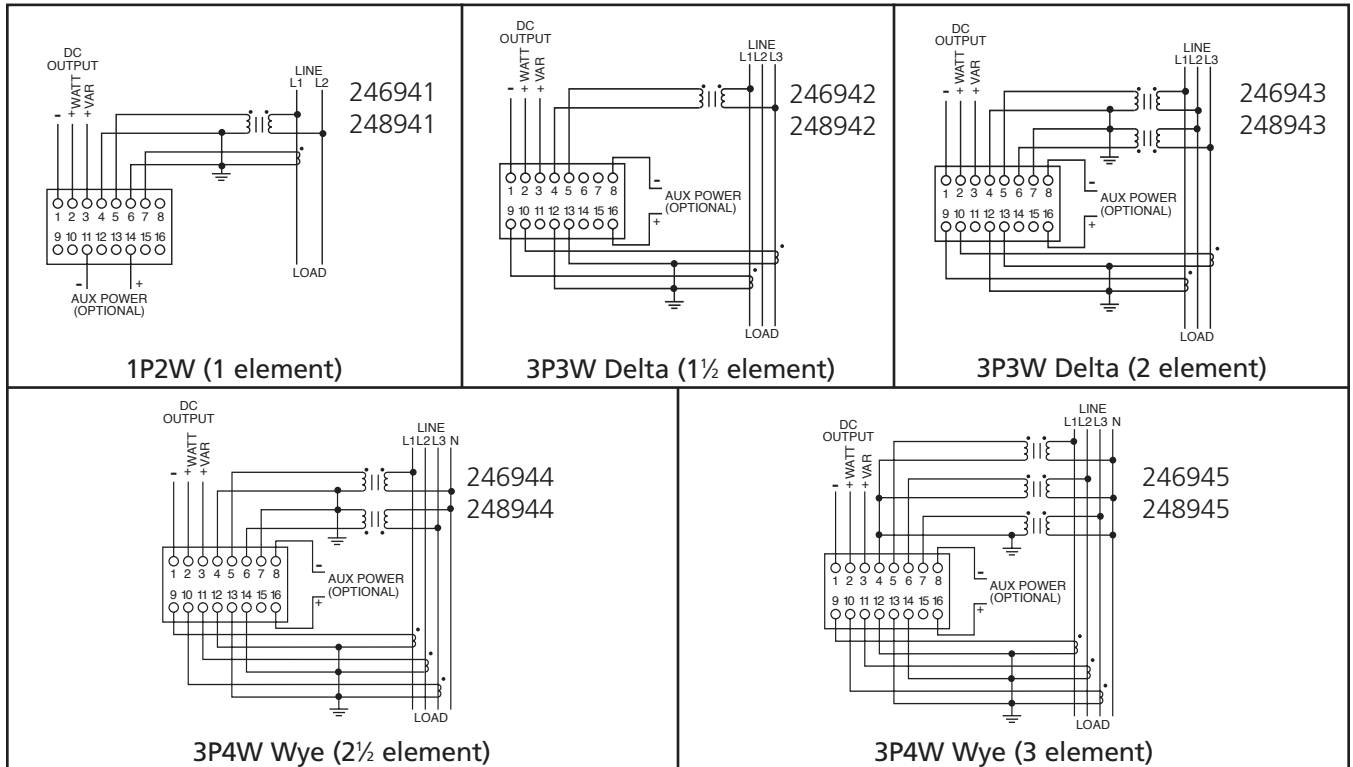 DC
OUTPUT
- + WATT + VAR
LINE
L1 L2
246941
248941
1 2 3 4 5 6 7 8
9 10 11 12 13 14 15 16
- +
AUX POWER
(OPTIONAL)
LOAD
1P2W (1 element)
DC
OUTPUT
- + WATT + VAR
LINE
L1 L2 L3
246942
248942
1 2 3 4 5 6 7 8
9 10 11 12 13 14 15 16
-
AUX POWER
(OPTIONAL)
+
LOAD
3P3W Delta (1½ element)
DC
OUTPUT
- + WATT + VAR
LINE
L1 L2 L3
246943
248943
1 2 3 4 5 6 7 8
9 10 11 12 13 14 15 16
-
AUX POWER
(OPTIONAL)
+
LOAD
3P3W Delta (2 element)
DC
OUTPUT
- +WATT +VAR
LINE
L1 L2 L3 N
246944
248944
1 2 3 4 5 6 7 8
9 10 11 12 13 14 15 16
-
AUX POWER
(OPTIONAL)
+
LOAD
3P4W Wye (2½ element)
DC
OUTPUT
- +WATT + VAR
LINE
L1 L2 L3 N
246945
248945
1 2 3 4 5 6 7 8
9 10 11 12 13 14 15 16
-
AUX POWER
(OPTIONAL)
+
LOAD
3P4W Wye (3 element)